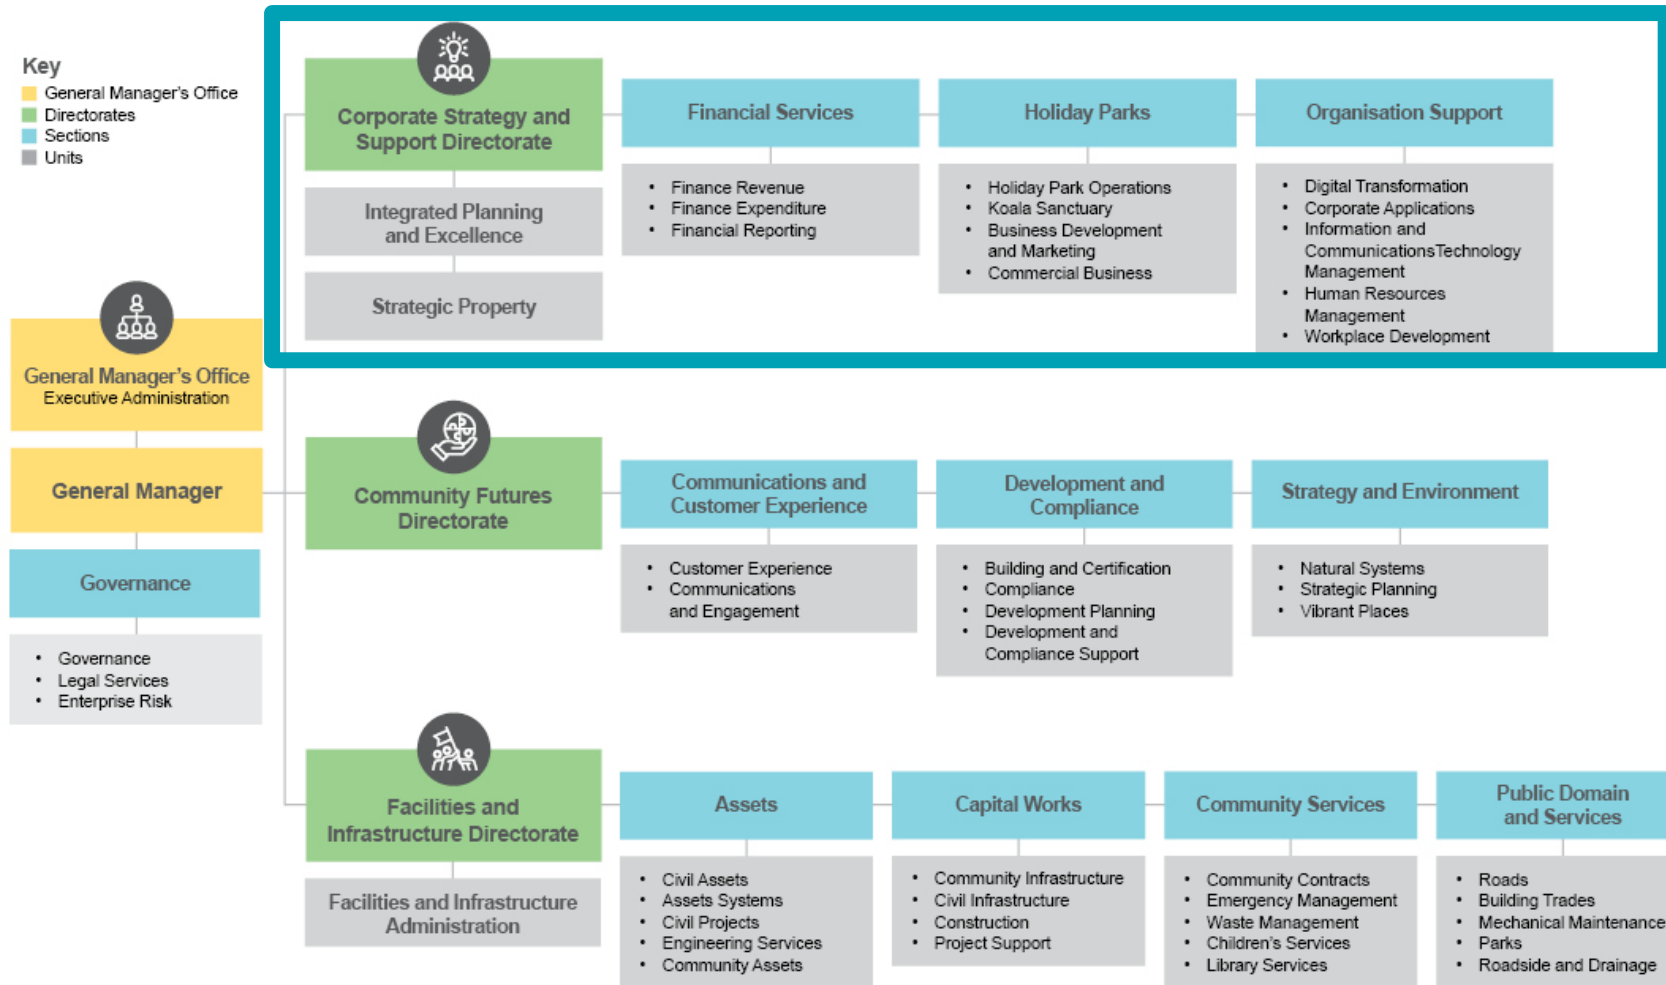 Key
General Manager's Office
Directorates
Sections
Units
Corporate Strategy and
Support Directorate
Integrated Planning
and Excellence
Strategic Property
Financial Services
• Finance Revenue
• Finance Expenditure
• Financial Reporting
Holiday Parks
• Holiday Park Operations
• Koala Sanctuary
• Business Development
and Marketing
• Commercial Business
Organisation Support
• Digital Transformation
• Corporate Applications
• Information and
CommunicationsTechnology
Management
• Human Resources
Management
• Workplace Development
General Manager's Office
Executive Administration
General Manager
Governance
• Governance
• Legal Services
• Enterprise Risk
Community Futures
Directorate
Communications and
Customer Experience
• Customer Experience
• Communications
and Engagement
Development and
Compliance
• Building and Certification
• Compliance
• Development Planning
• Development and
Compliance Support
Strategy and Environment
• Natural Systems
• Strategic Planning
• Vibrant Places
Facilities and
Infrastructure Directorate
Facilities and Infrastructure
Administration
Assets
• Civil Assets
• Assets Systems
• Civil Projects
• Engineering Services
• Community Assets
Capital Works
• Community Infrastructure
• Civil Infrastructure
• Construction
• Project Support
Community Services
• Community Contracts
• Emergency Management
• Waste Management
• Children's Services
• Library Services
Public Domain
and Services
• Roads
• Building Trades
• Mechanical Maintenance
• Parks
• Roadside and Drainage